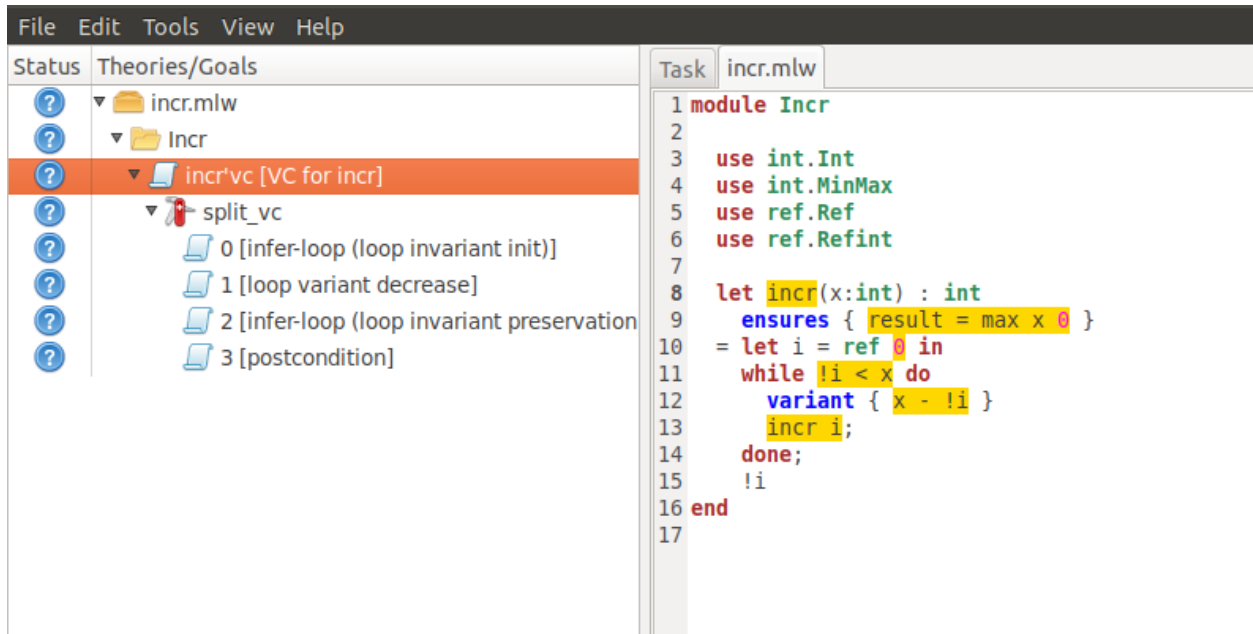 File Edit Tools View Help
Status Theories/Goals
incr.mlw
Incr
incr'vc [VC for incr]
split_vc
0 [infer-loop (loop invariant init)]
1 [loop variant decrease]
2 [infer-loop (loop invariant preservation
3 [postcondition]
Task incr.mlw
1 module Incr
2
3 use int.Int
4 use int.MinMax
5 use ref.Ref
6 use ref.Refint
7
8 let incr(x:int) : int
9 ensures { result = max x 0 }
10 = let i = ref 0 in
11 while !i < x do
12 variant { x - !i }
13 incr i;
14 done;
15 !i
16 end
17